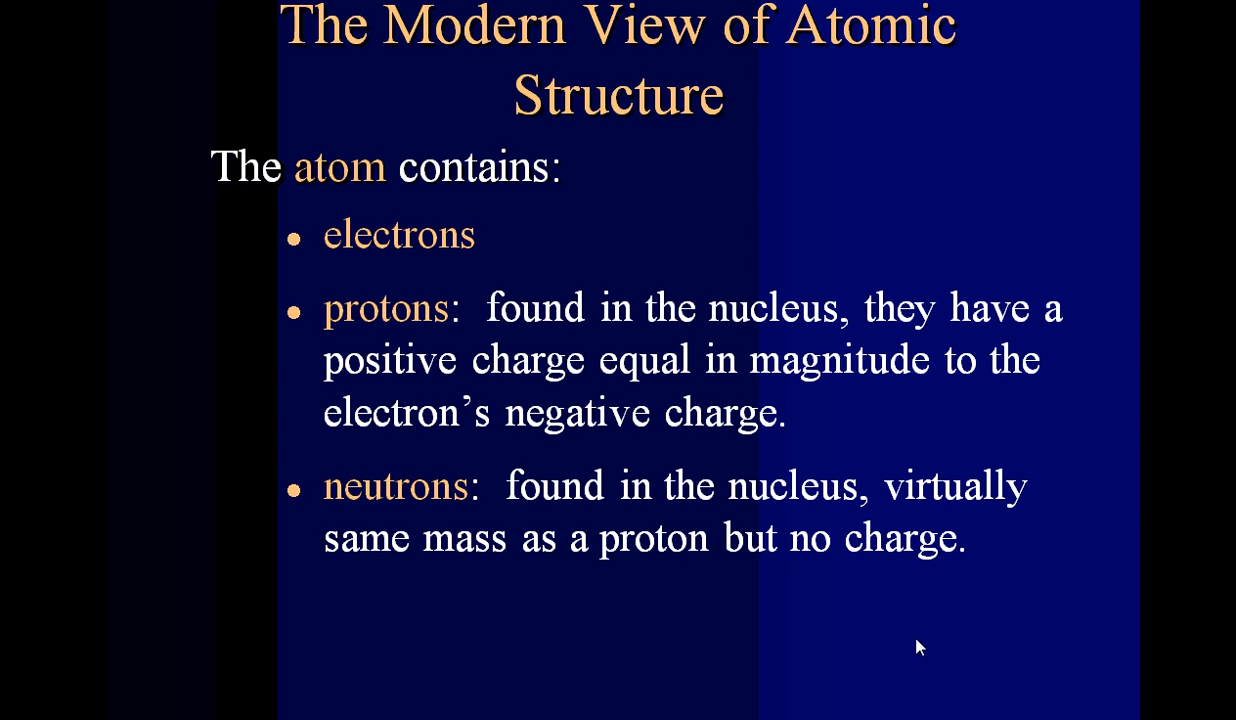 The Modern View of Atomic
Structure
The atom contains:
• electrons
• protons: found in the nucleus, they have a
positive charge equal in magnitude to the
electron’s negative charge.
• neutrons: found in the nucleus, virtually
same mass as a proton but no charge.